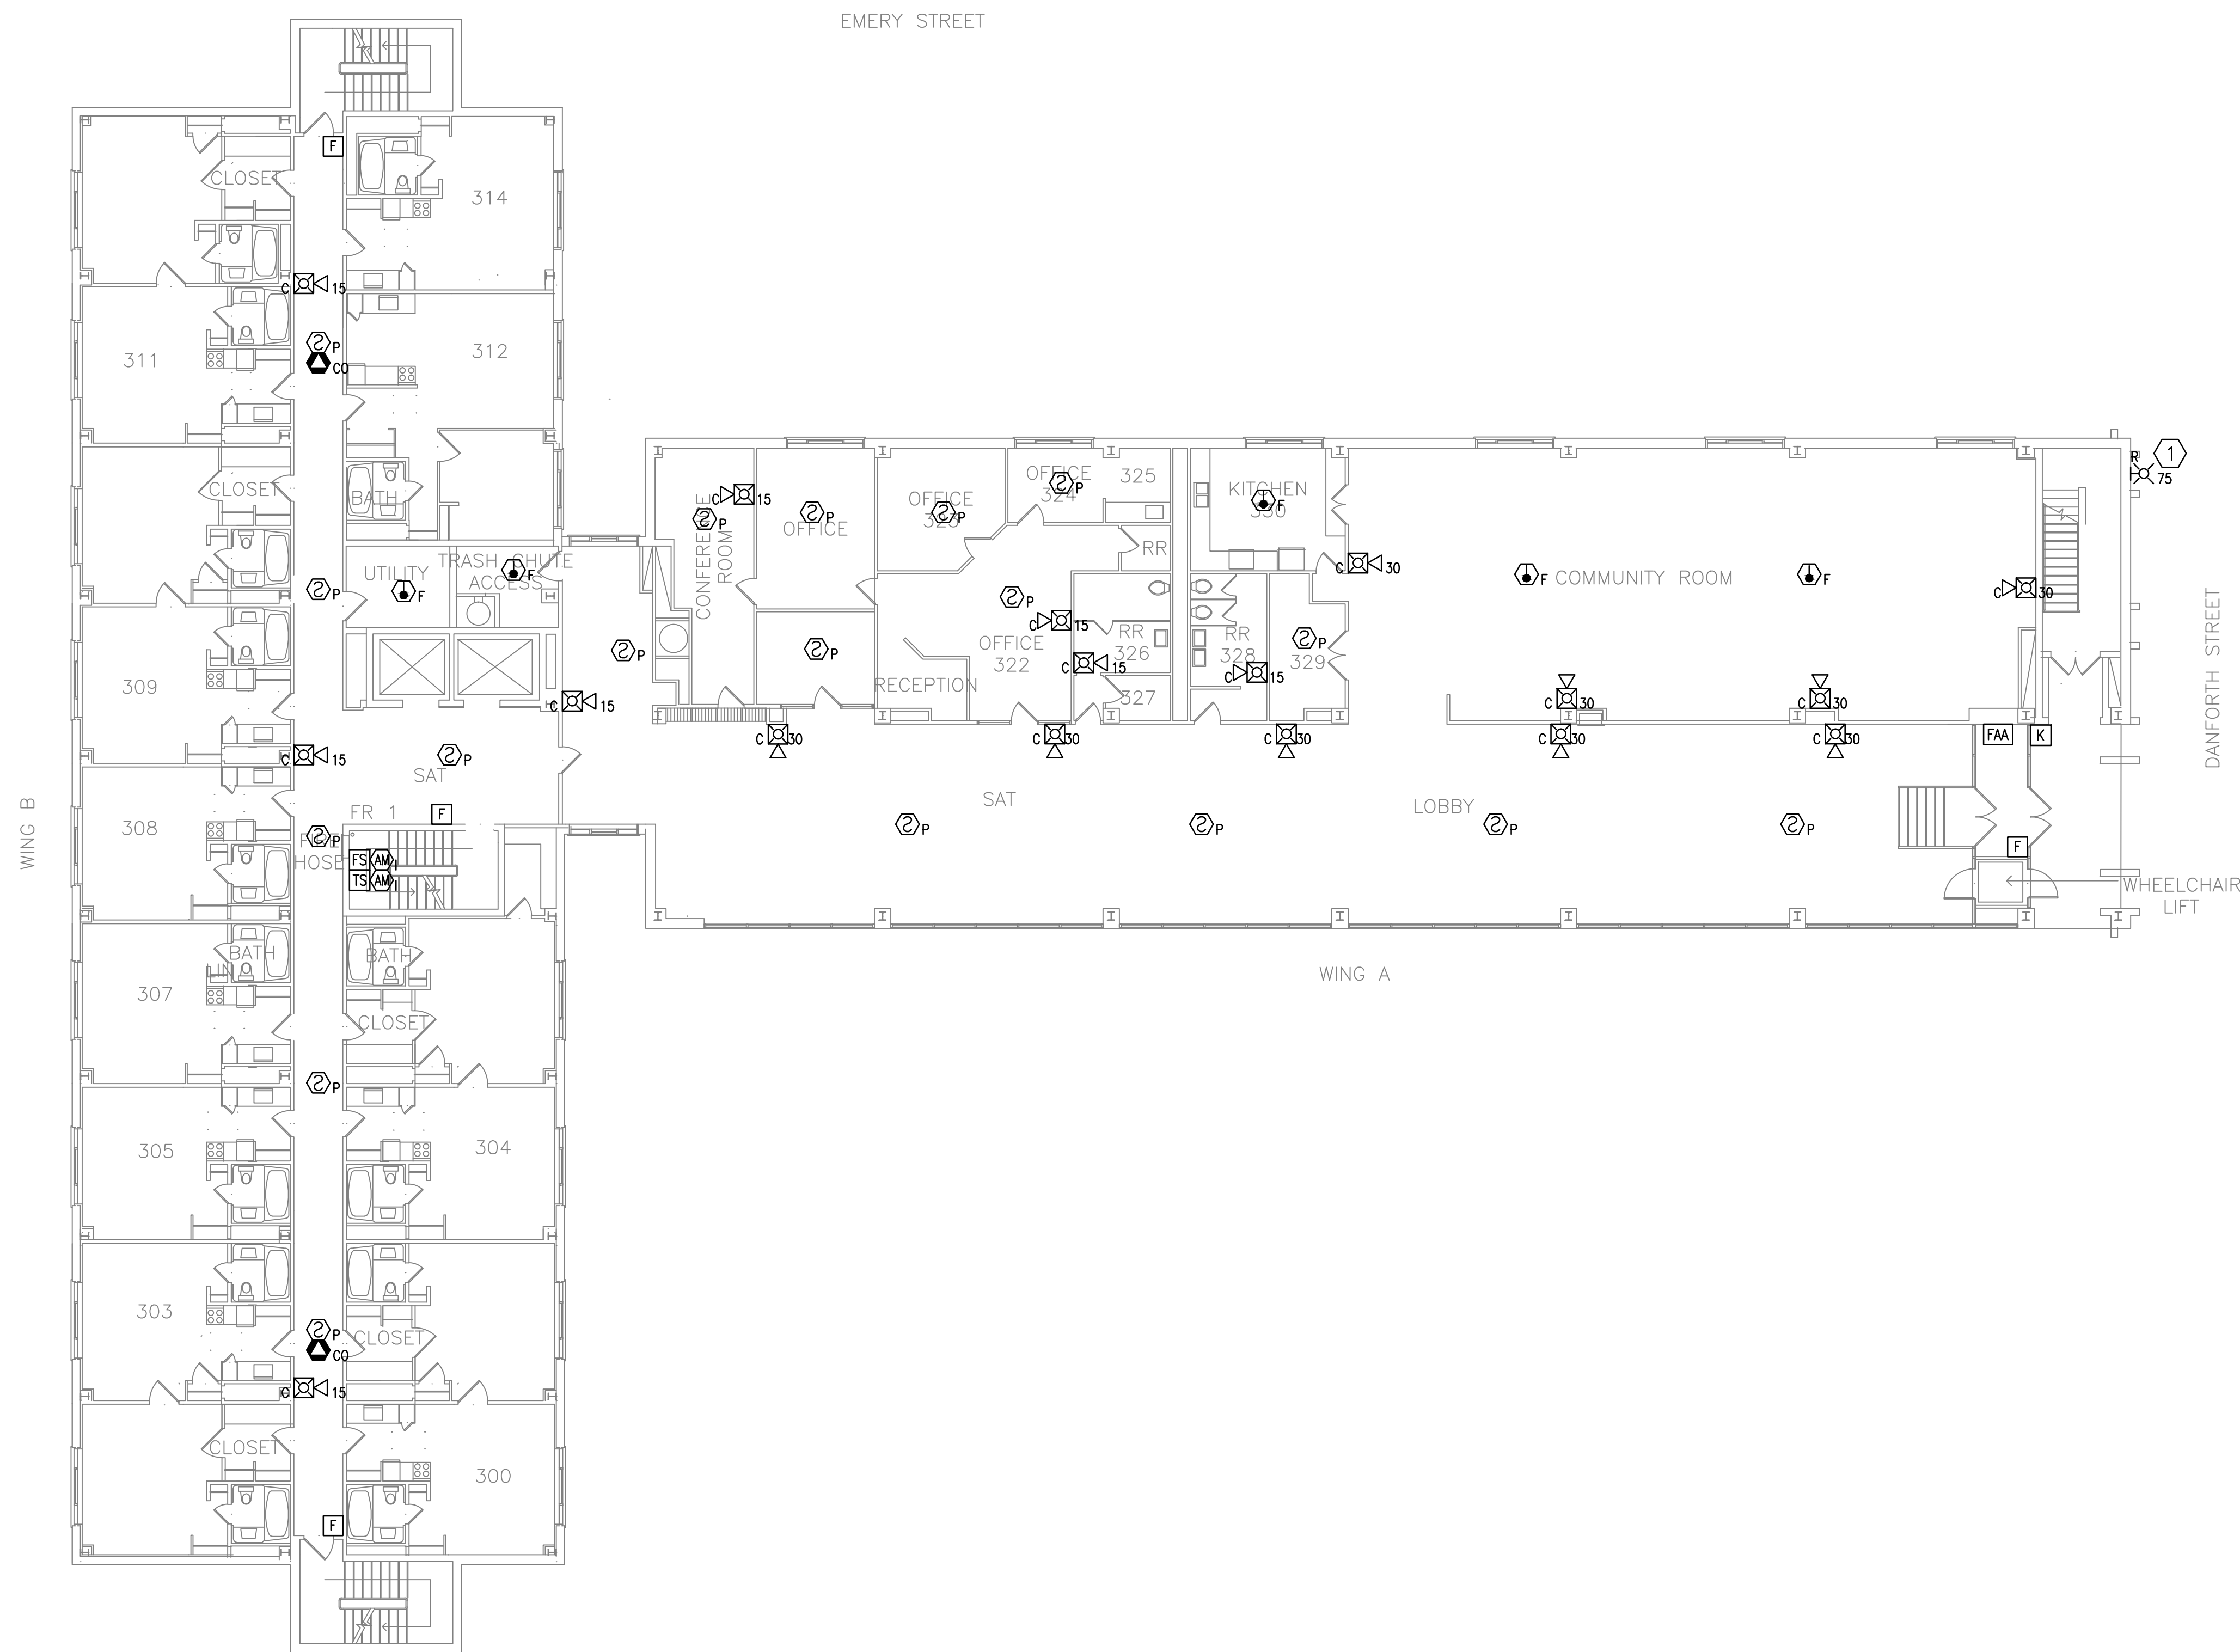 EMERY STREET
F
CLOSET
314
C 15
P
CO
311
312
CLOSET
BATH
R 1
75
CONFERENCE
ROOM
C 15
P
P
OFFICE
OFFICE
323
P
OFFICE
324
P
325
KITCHEN
330
F
TRASH CHUTE
ACCESS
F
UTILITY
F
P
RR
C 30
F
COMMUNITY ROOM
F
C 30
P
C 15
P
P
OFFICE
322
RR
326
C 15
RR
328
C 15
P
329
309
RECEPTION
327
C 15
C 30
C 30
C 30
C 30
C 30
C 30
C 30
FAA
K
DANFORTH STREET
C 15
P
SAT
SAT
LOBBY
FR 1
F
WING B
308
P
FIRE
HOSE
FS AM I
TS AM I
P
P
P
P
F
WHEELCHAIR
LIFT
BATH
LIN
BATH
WING A
307
CLOSET
P
305
304
303
P
CO
CLOSET
C 15
CLOSET
300
F